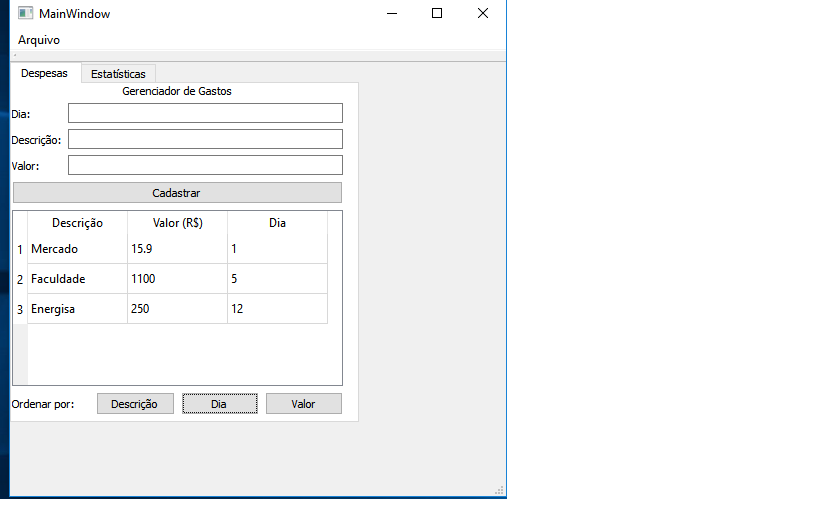 MainWindow
Arquivo
Despesas Estatísticas
Gerenciador de Gastos
Dia:
Descrição:
Valor:
Cadastrar
Descrição Valor (R$) Dia
1 Mercado 15.9 1
2 Faculdade 1100 5
3 Energisa 250 12
Ordenar por: Descrição Dia Valor